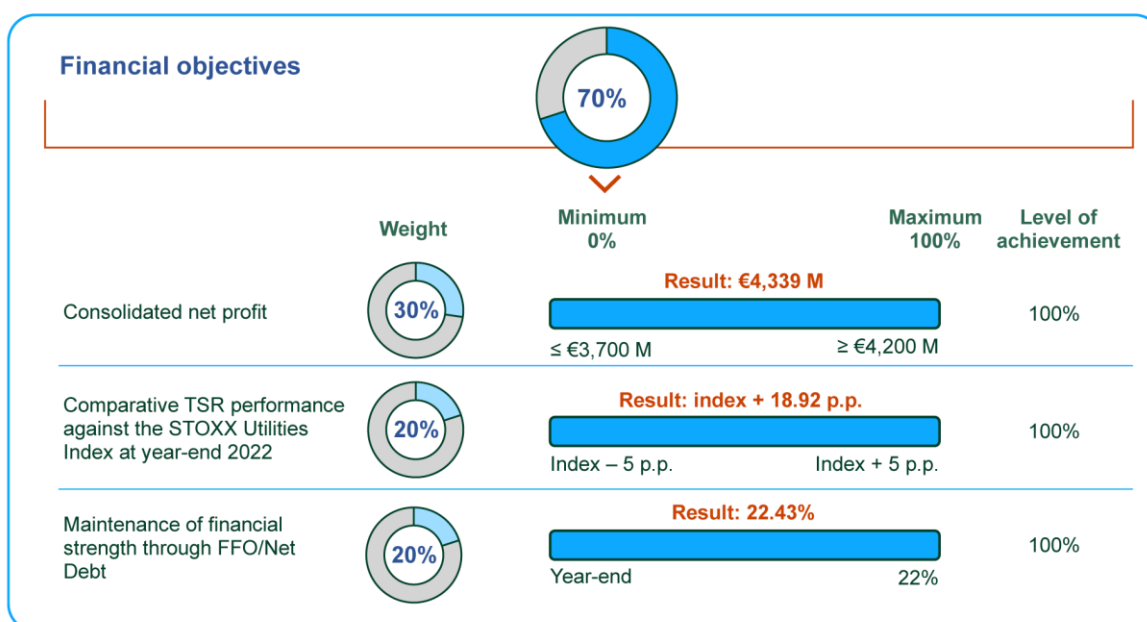 Financial objectives
70%
Weight
Minimum
0%
Maximum
100%
Level of
achievement
Consolidated net profit
30%
Result: €4,339 M
≤ €3,700 M
≥ €4,200 M
100%
Comparative TSR performance
against the STOXX Utilities
Index at year-end 2022
20%
Result: index + 18.92 p.p.
Index – 5 p.p.
Index + 5 p.p.
100%
Maintenance of financial
strength through FFO/Net
Debt
20%
Result: 22.43%
Year-end
22%
100%